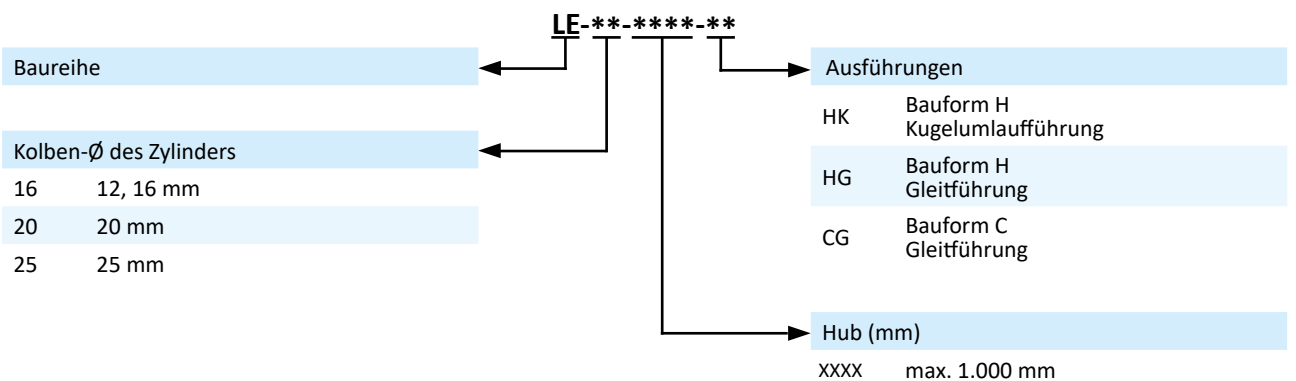 LE-**-****-**
Baureihe
Kolben-Ø des Zylinders
16 12, 16 mm
20 20 mm
25 25 mm
Ausführungen
HK Bauform H
Kugelumlaufführung
HG Bauform H
Gleitführung
CG Bauform C
Gleitführung
Hub (mm)
XXXX max. 1.000 mm